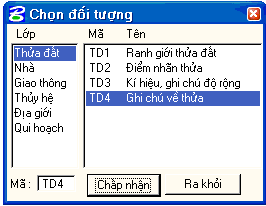 Chọn đối tượng
Lớp Mã Tên
Thửa đất TD1 Ranh giới thửa đất
Nhà TD2 Điểm nhãn thửa
Giao thông TD3 Kí hiệu, ghi chú độ rộng
Thủy hệ TD4 Ghi chú về thửa
Địa giới
Qui hoạch
Mã : TD4 Chấp nhận Ra khỏi